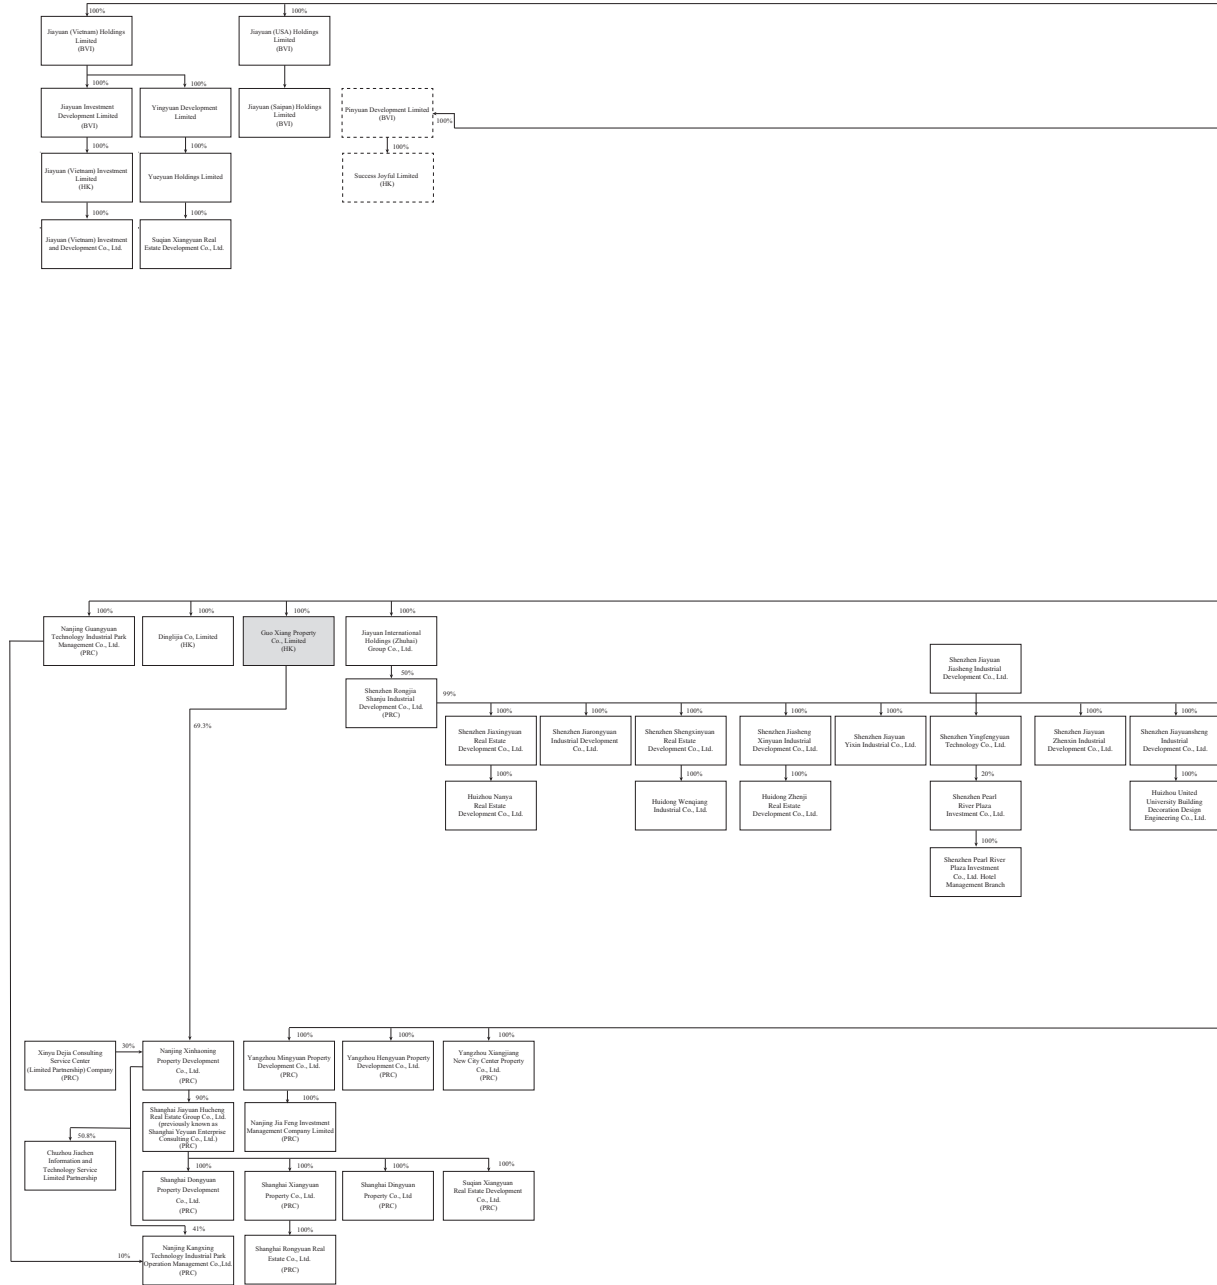 100%
100%
Jiayuan (Vietnam) Holdings
Limited
(BVI)
Jiayuan (USA) Holdings
Limited
(BVI)
100%
100%
Jiayuan Investment
Development Limited
(BVI)
Yingyuan Development
Limited
Jiayuan (Saipan) Holdings
Limited
(BVI)
Pinyuan Development Limited
(BVI)
100%
100%
100%
100%
Jiayuan (Vietnam) Investment
Limited
(HK)
Yueyuan Holdings Limited
Success Joyful Limited
(HK)
100%
100%
Jiayuan (Vietnam) Investment
and Development Co., Ltd.
Suqian Xiangyuan Real
Estate Development Co., Ltd.
100%
100%
100%
100%
Nanjing Guangyuan
Technology Industrial Park
Management Co., Ltd.
(PRC)
Dinglijia Co, Limited
(HK)
Guo Xiang Property
Co., Limited
(HK)
Jiayuan International
Holdings (Zhuhai)
Group Co., Ltd.
Shenzhen Jiayuan
Jiasheng Industrial
Development Co., Ltd.
50%
Shenzhen Rongjia
Shanju Industrial
Development Co., Ltd.
(PRC)
99%
69.3%
100%
100%
100%
100%
100%
100%
100%
100%
Shenzhen Jiaxingyuan
Real Estate
Development Co., Ltd.
Shenzhen Jiarongyuan
Industrial Development
Co., Ltd.
Shenzhen Shengxinyuan
Real Estate
Development Co., Ltd.
Shenzhen Jiasheng
Xinyuan Industrial
Development Co., Ltd.
Shenzhen Jiayuan
Yixin Industrial Co., Ltd.
Shenzhen Yingfengyuan
Technology Co., Ltd.
Shenzhen Jiayuan
Zhenxin Industrial
Development Co., Ltd.
Shenzhen Jiayuansheng
Industrial
Development Co., Ltd.
100%
100%
100%
20%
100%
Huizhou Nanya
Real Estate
Development Co., Ltd.
Huidong Wenqiang
Industrial Co., Ltd.
Huidong Zhenji
Real Estate
Development Co., Ltd.
Shenzhen Pearl
River Plaza
Investment Co., Ltd.
Huizhou United
University Building
Decoration Design
Engineering Co., Ltd.
100%
Shenzhen Pearl River
Plaza Investment
Co., Ltd. Hotel
Management Branch
100%
100%
100%
Xinyu Dejia Consulting
Service Center
(Limited Partnership) Company
(PRC)
30%
Nanjing Xinhaoning
Property Development
Co., Ltd.
(PRC)
Yangzhou Mingyuan Property
Development Co., Ltd.
(PRC)
Yangzhou Hengyuan Property
Development Co., Ltd.
(PRC)
Yangzhou Xiangjiang
New City Center Property
Co., Ltd.
(PRC)
90%
100%
Shanghai Jiayuan Hucheng
Real Estate Group Co., Ltd.
(previously known as
Shanghai Yeyuan Enterprise
Consulting Co., Ltd.)
(PRC)
Nanjing Jia Feng Investment
Management Company Limited
(PRC)
50.8%
Chuzhou Jiachen
Information and
Technology Service
Limited Partnership
100%
100%
100%
100%
Shanghai Dongyuan
Property Development
Co., Ltd.
(PRC)
Shanghai Xiangyuan
Property Co., Ltd.
(PRC)
Shanghai Dingyuan
Property Co., Ltd
(PRC)
Suqian Xiangyuan
Real Estate Development
Co., Ltd.
(PRC)
41%
100%
10%
Nanjing Kangxing
Technology Industrial Park
Operation Management Co.,Ltd.
(PRC)
Shanghai Rongyuan Real
Estate Co., Ltd.
(PRC)